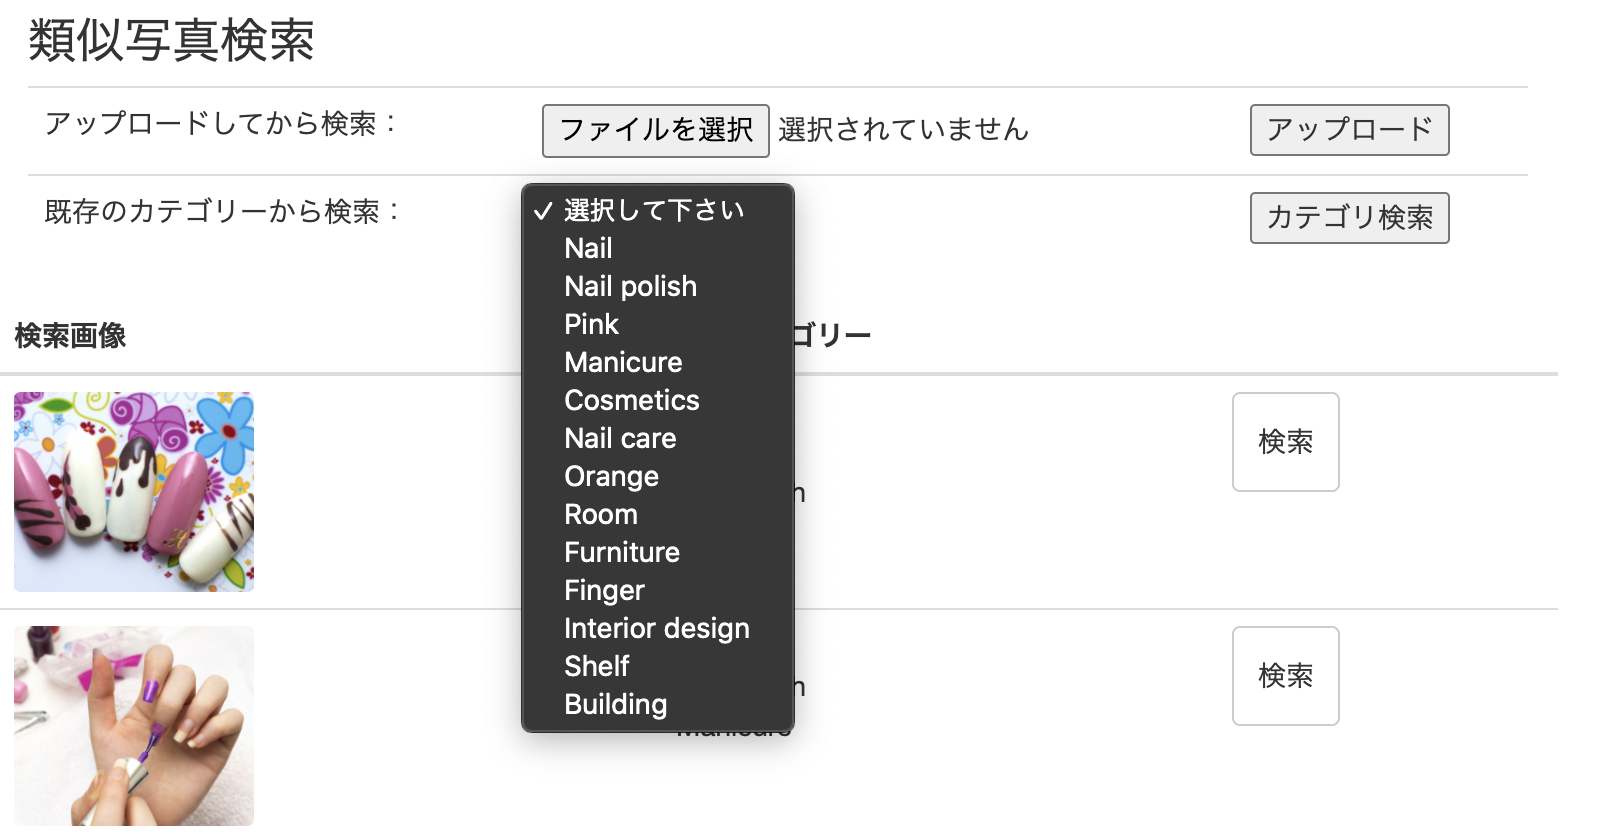 類似写真検索
アップロードしてから検索：
ファイルを選択 選択されていません
アップロード
既存のカテゴリーから検索：
✓ 選択して下さい
カテゴリ検索
Nail
Nail polish
Pink
Manicure
Cosmetics
Nail care
Orange
Room
Furniture
Finger
Interior design
Shelf
Building
検索画像
ゴリー
検索
検索